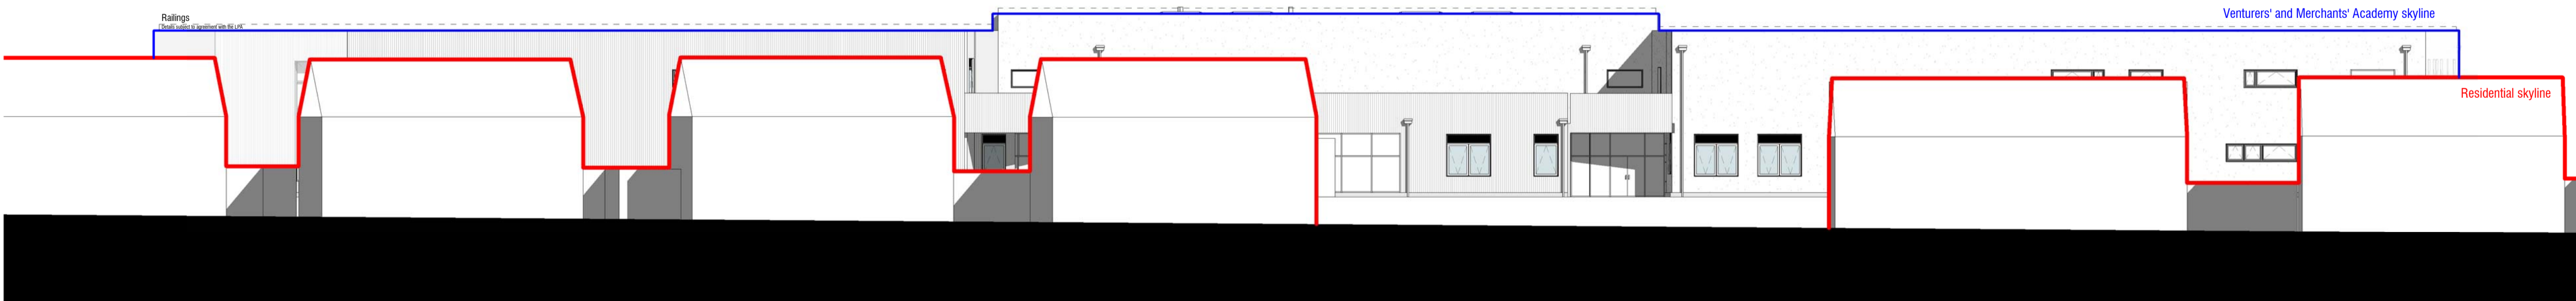 Railings
Details subject to agreement with the LPA
Venturers' and Merchants' Academy skyline
Residential skyline